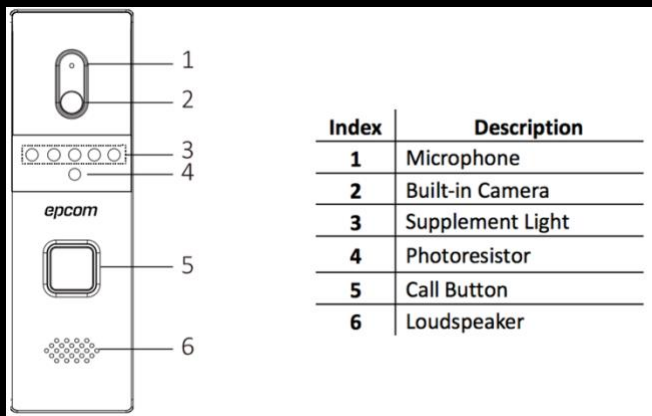 1
2
3
4
epcom
5
6
Index Description
1 Microphone
2 Built-in Camera
3 Supplement Light
4 Photoresistor
5 Call Button
6 Loudspeaker